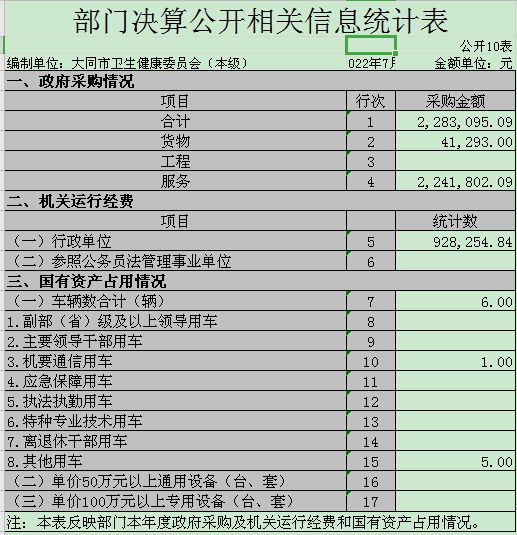 部门决算公开相关信息统计表
公开10表
编制单位：大同市卫生健康委员会（本级） 022年7月 金额单位：元
一、政府采购情况
项目 行次 采购金额
合计 1 2,283,095.09
货物 2 41,293.00
工程 3
服务 4 2,241,802.09
二、机关运行经费
项目 统计数
（一）行政单位 5 928,254.84
（二）参照公务员法管理事业单位 6
三、国有资产占用情况
（一）车辆数合计（辆） 7 6.00
1.副部（省）级及以上领导用车 8
2.主要领导干部用车 9
3.机要通信用车 10 1.00
4.应急保障用车 11
5.执法执勤用车 12
6.特种专业技术用车 13
7.离退休干部用车 14
8.其他用车 15 5.00
（二）单价50万元以上通用设备（台、套） 16
（三）单价100万元以上专用设备（台、套） 17
注：本表反映部门本年度政府采购及机关运行经费和国有资产占用情况。